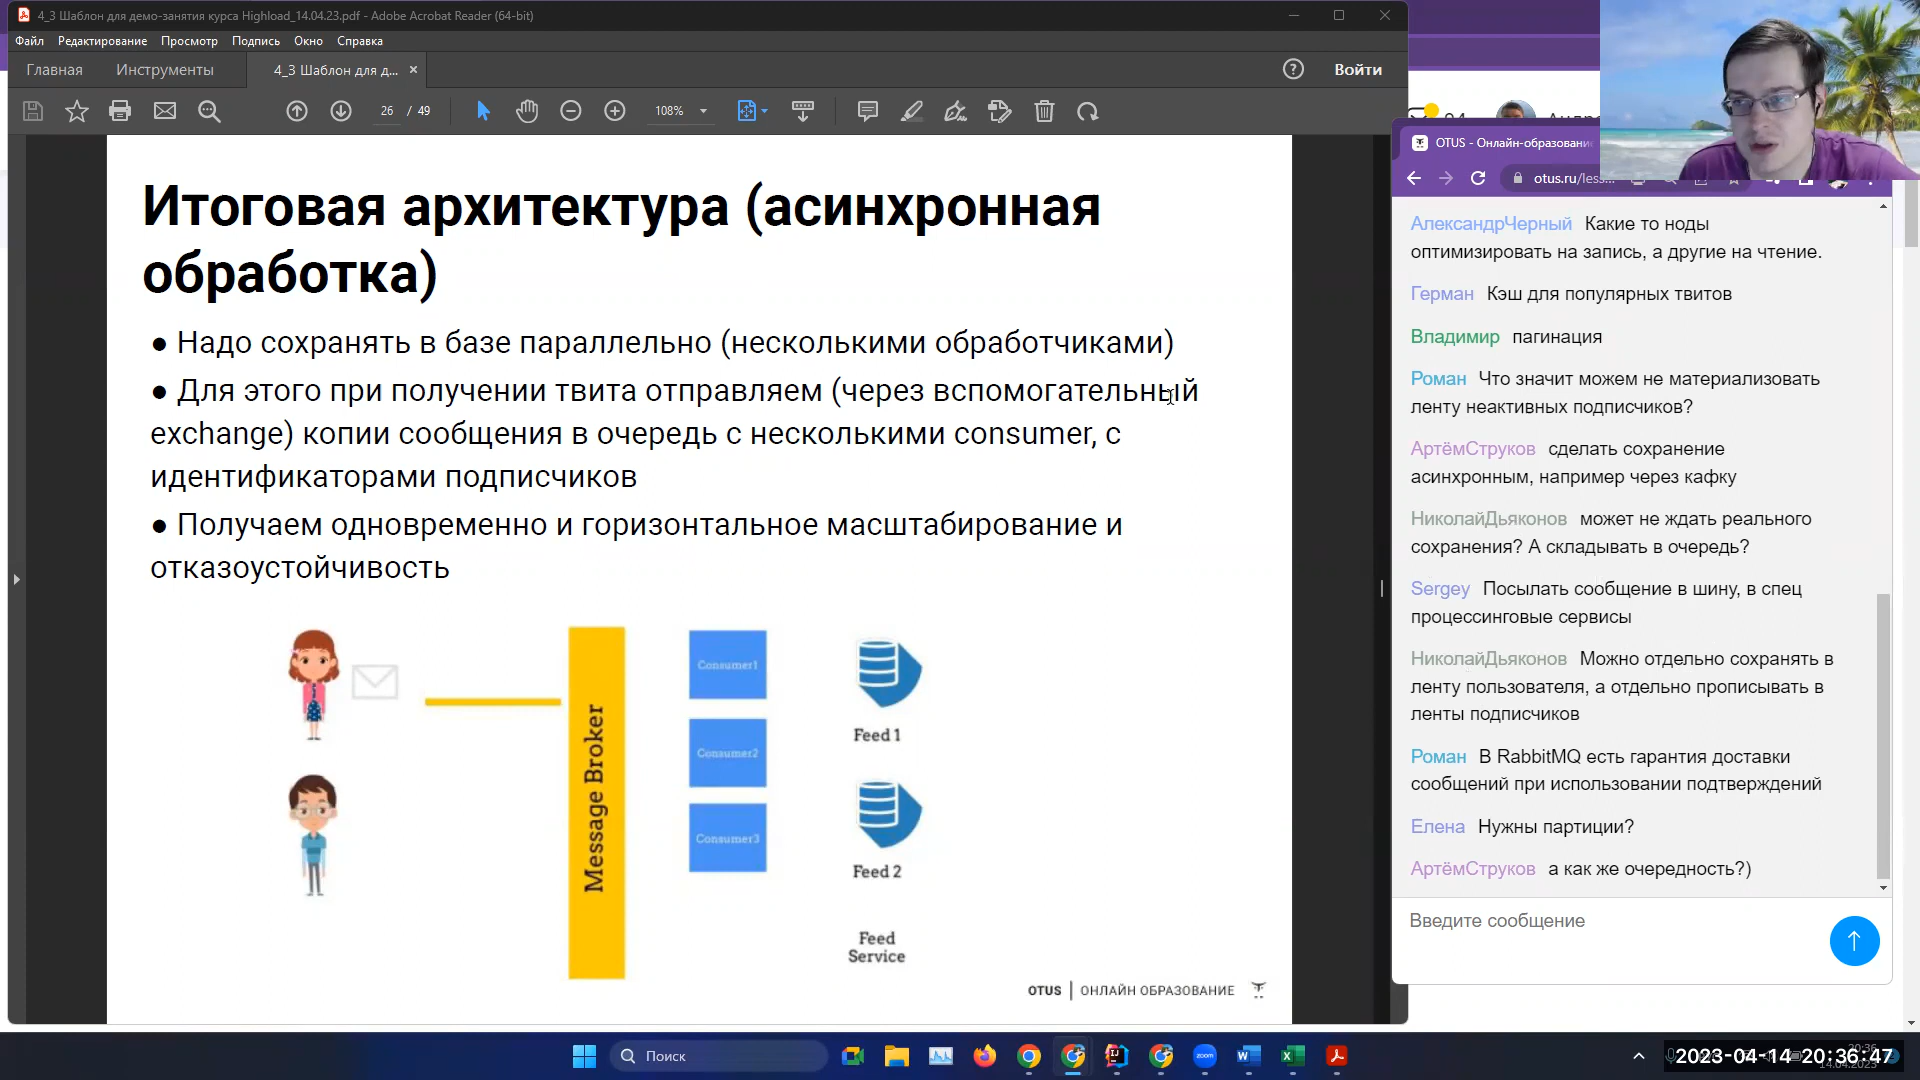 4_3 Шаблон для демо-занятия курса Highload_14.04.23.pdf - Adobe Acrobat Reader (64-bit)
Файл Редактирование Просмотр Подпись Окно Справка
Главная Инструменты 4_3 Шаблон для д... × Войти
26 / 49 108%
Итоговая архитектура (асинхронная
обработка)
● Надо сохранять в базе параллельно (несколькими обработчиками)
● Для этого при получении твита отправляем (через вспомогательный
exchange) копии сообщения в очередь с несколькими consumer, с
идентификаторами подписчиков
● Получаем одновременно и горизонтальное масштабирование и
отказоустойчивость
Message Broker
Consumer1
Consumer2
Consumer3
Feed 1
Feed 2
Feed
Service
OTUS | ОНЛАЙН ОБРАЗОВАНИЕ
OTUS - Онлайн-образование
otus.ru/less...
АлександрЧерный Какие то ноды
оптимизировать на запись, а другие на чтение.
Герман Кэш для популярных твитов
Владимир пагинация
Роман Что значит можем не материализовать
ленту неактивных подписчиков?
АртёмСтруков сделать сохранение
асинхронным, например через кафку
НиколайДьяконов может не ждать реального
сохранения? А складывать в очередь?
Sergey Посылать сообщение в шину, в спец
процессинговые сервисы
НиколайДьяконов Можно отдельно сохранять в
ленту пользователя, а отдельно прописывать в
ленты подписчиков
Роман В RabbitMQ есть гарантия доставки
сообщений при использовании подтверждений
Елена Нужны партиции?
АртёмСтруков а как же очередность?)
Введите сообщение
Поиск
2023-04-14 20:36:47